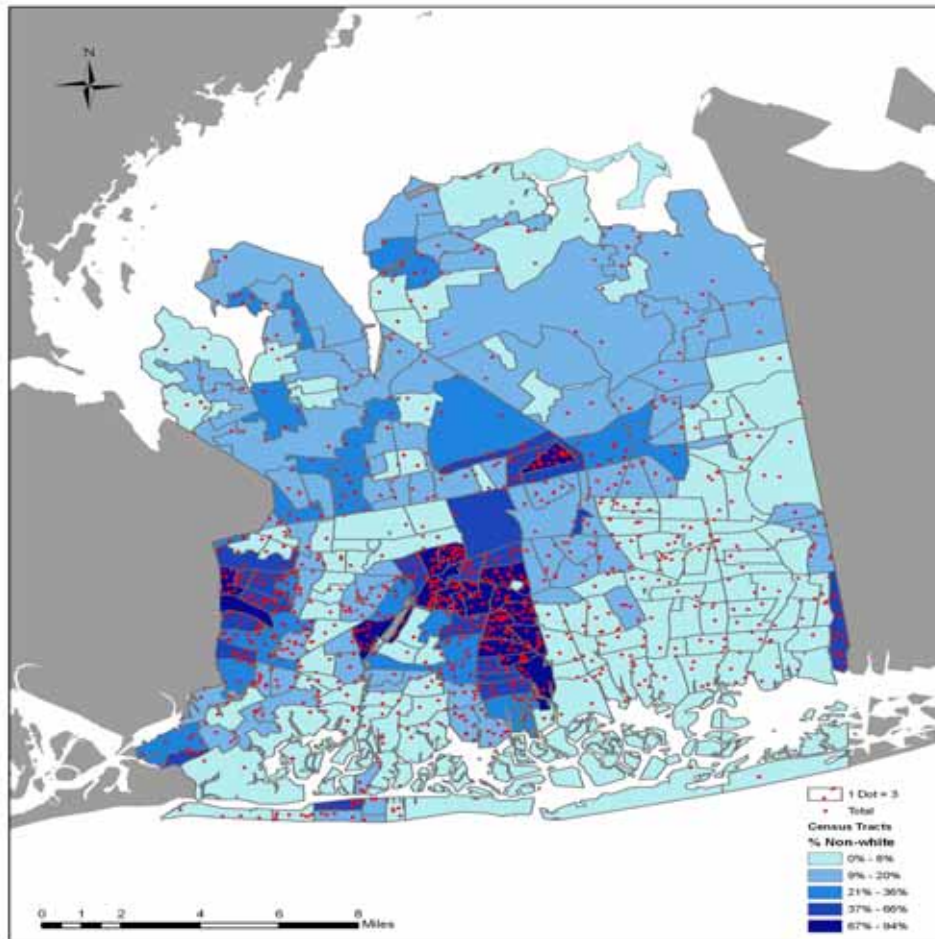 N
1 Dot = 3
Total
Census Tracts
% Non-white
0% - 8%
9% - 20%
21% - 36%
37% - 66%
67% - 94%
0 1 2 4 6 8
Miles